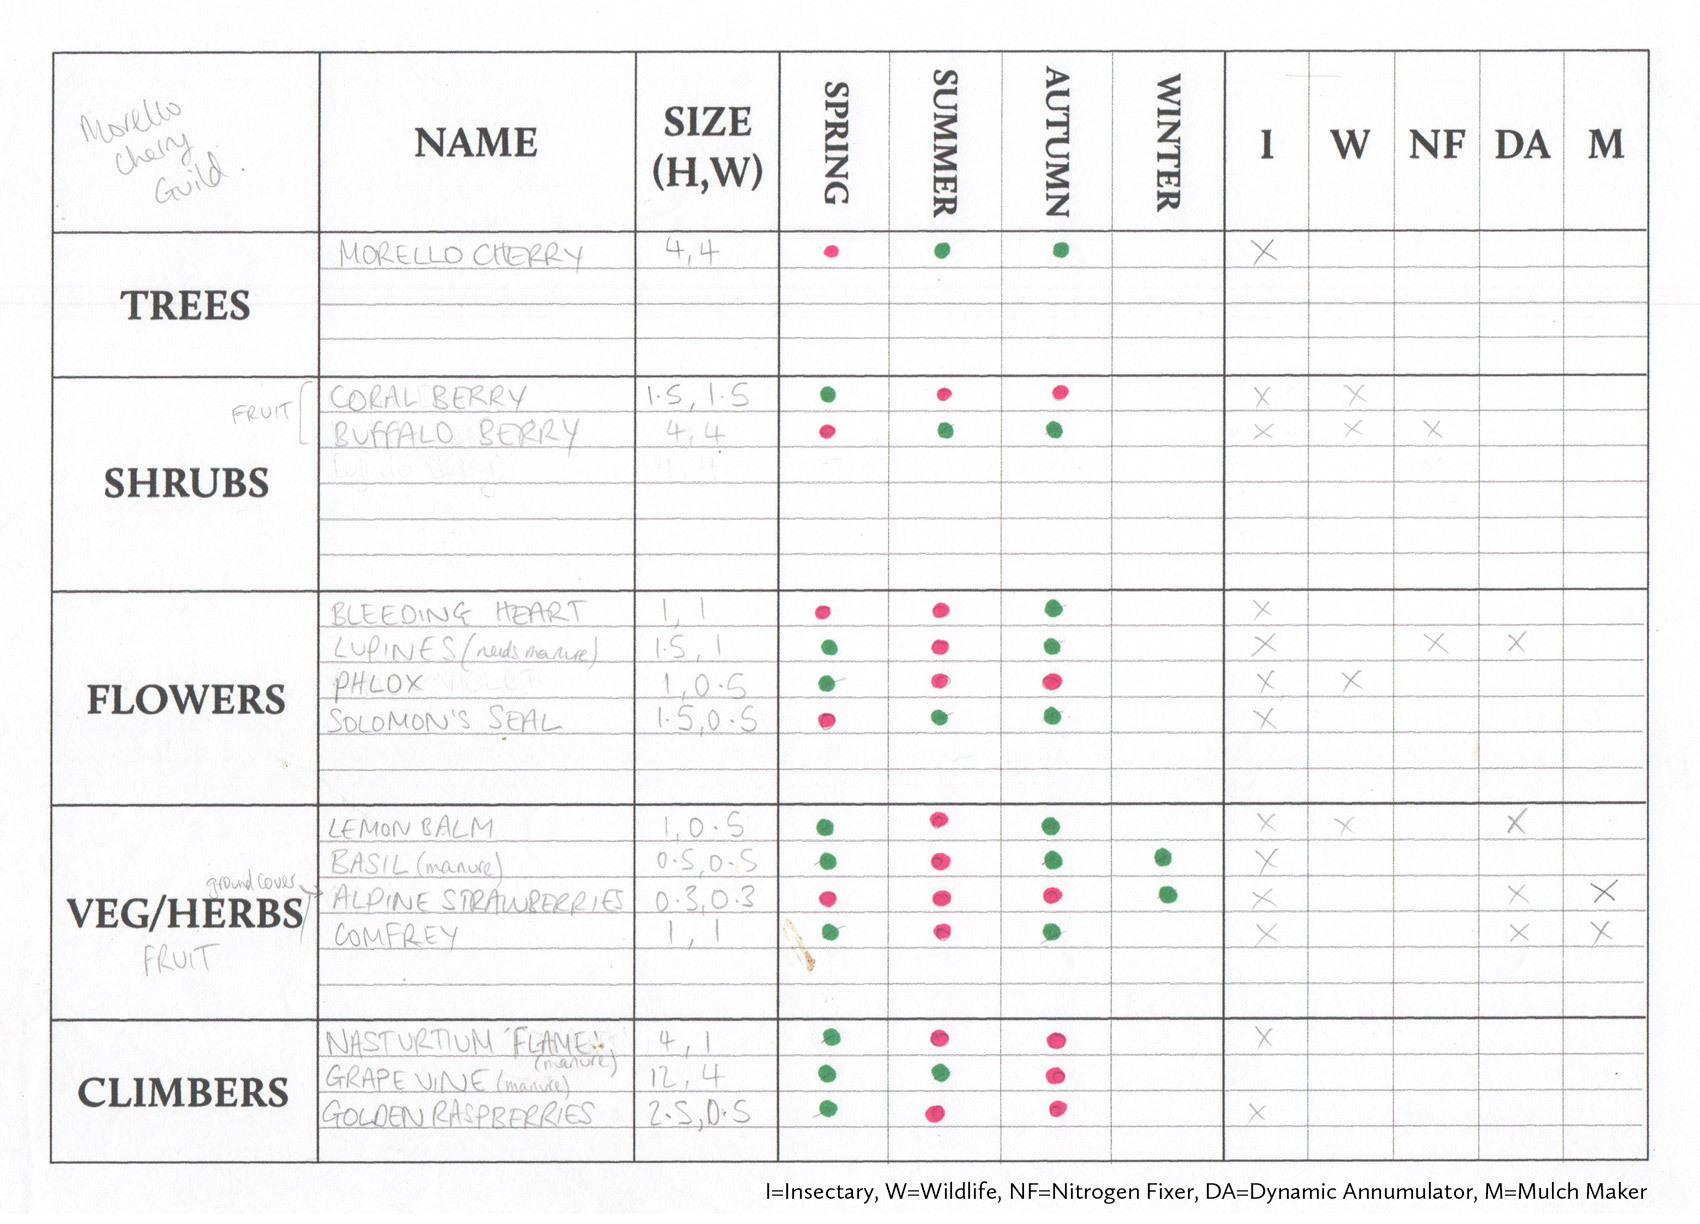 Morello
Cherry
Guild.
NAME
SIZE
(H,W)
SPRING
SUMMER
AUTUMN
WINTER
I
W
NF
DA
M
TREES
MORELLO CHERRY 4,4 X
SHRUBS
FRUIT
CORAL BERRY 1.5, 1.5 X X
BUFFALO BERRY 4,4 X X X
FLOWERS
BLEEDING HEART 1, 1 X
LUPINES (needs manure) 1.5, 1 X X X
PHLOX 1, 0.5 X X
SOLOMON'S SEAL 1.5, 0.5 X
VEG/HERBS
ground cover
FRUIT
LEMON BALM 1, 0.5 X X X
BASIL (manure) 0.5, 0.5 X
ALPINE STRAWBERRIES 0.3, 0.3 X X X
COMFREY 1, 1 X X X
CLIMBERS
NASTURTIUM 'FLAME' 4, 1 X
(manure)
GRAPE VINE (manure) 12, 4
GOLDEN RASPBERRIES 2.5, 0.5 X
I=Insectary, W=Wildlife, NF=Nitrogen Fixer, DA=Dynamic Annumulator, M=Mulch Maker